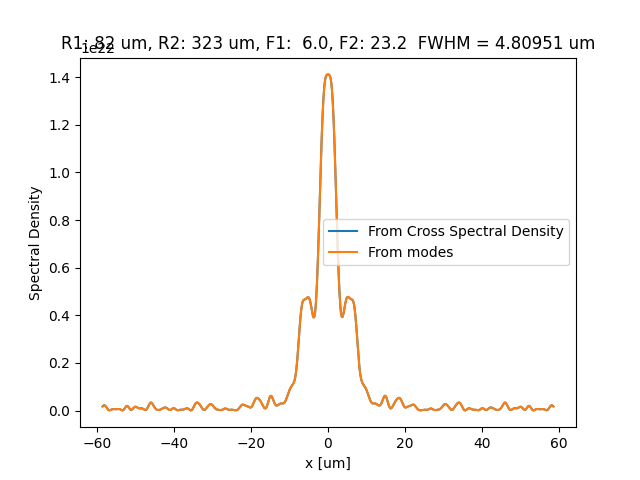 R1: 82 um, R2: 323 um, F1:  6.0, F2: 23.2  FWHM = 4.80951 um
1e22
1.4
1.2
1.0
0.8
0.6
0.4
0.2
0.0
Spectral Density
From Cross Spectral Density
From modes
−60 −40 −20 0 20 40 60
x [um]